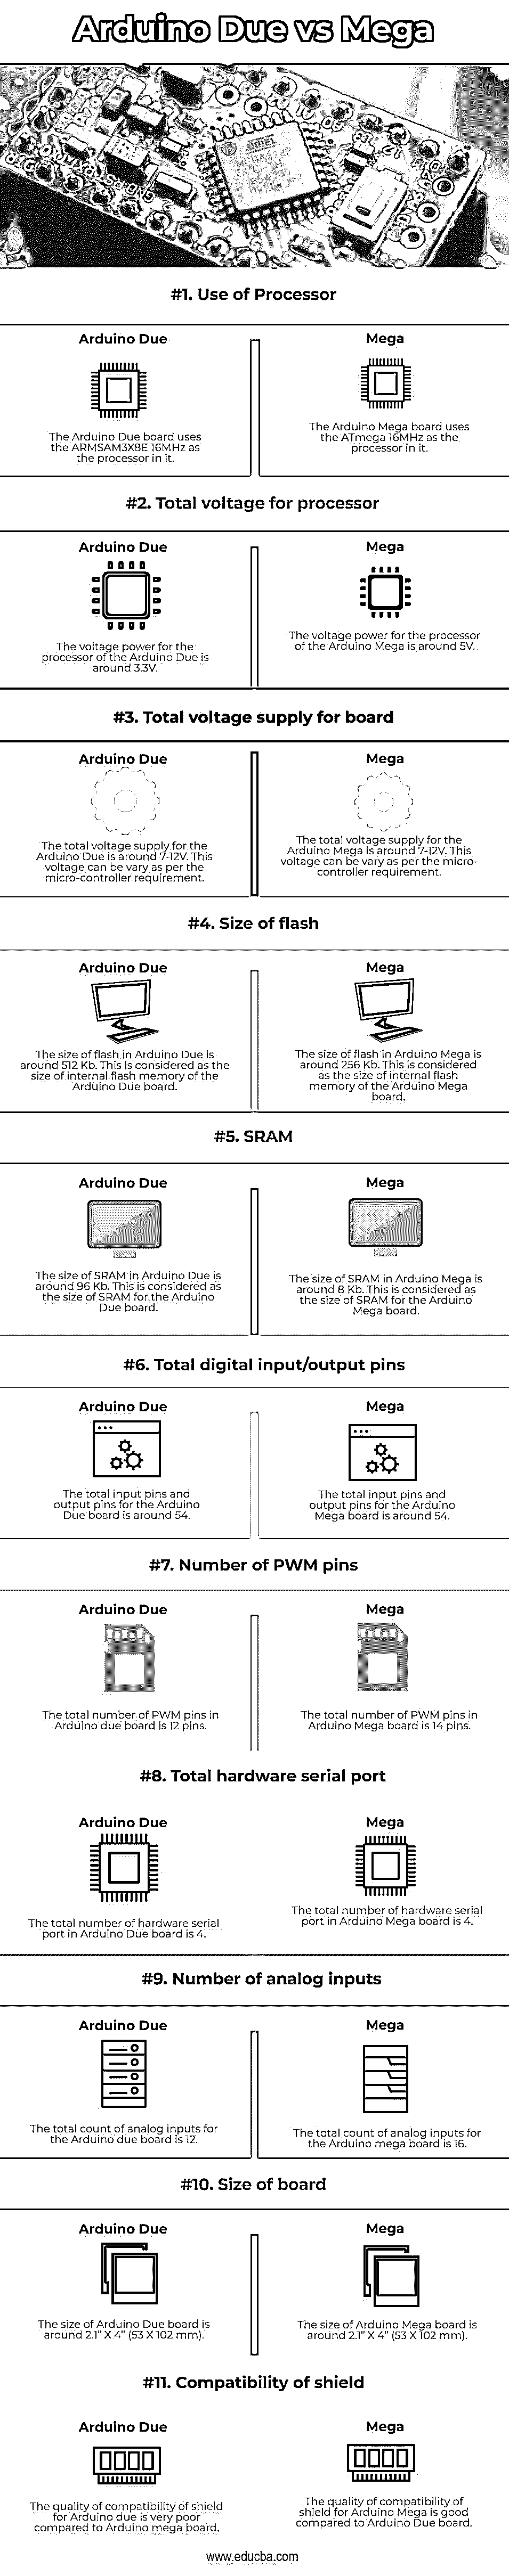 Arduino Due vs Mega
#1. Use of Processor
Arduino Due
The Arduino Due board uses
the ARMSAM3X8E 16MHz as
the processor in it.
Mega
The Arduino Mega board uses
the ATmega 16MHz as the
processor in it.
#2. Total voltage for processor
Arduino Due
The voltage power for the
processor of the Arduino Due is
around 3.3V.
Mega
The voltage power for the processor
of the Arduino Mega is around 5V.
#3. Total voltage supply for board
Arduino Due
The total voltage supply for the
Arduino Due is around 7-12V. This
voltage can be vary as per the
micro-controller requirement.
Mega
The total voltage supply for the
Arduino Mega is around 7-12V. This
voltage can be vary as per the micro-
controller requirement.
#4. Size of flash
Arduino Due
The size of flash in Arduino Due is
around 512 Kb. This is considered as the
size of internal flash memory of the
Arduino Due board.
Mega
The size of flash in Arduino Mega is
around 256 Kb. This is considered
as the size of internal flash
memory of the Arduino Mega
board.
#5. SRAM
Arduino Due
The size of SRAM in Arduino Due is
around 96 Kb. This is considered as
the size of SRAM for the Arduino
Due board.
Mega
The size of SRAM in Arduino Mega is
around 8 Kb. This is considered as
the size of SRAM for the Arduino
Mega board.
#6. Total digital input/output pins
Arduino Due
The total input pins and
output pins for the Arduino
Due board is around 54.
Mega
The total input pins and
output pins for the Arduino
Mega board is around 54.
#7. Number of PWM pins
Arduino Due
The total number of PWM pins in
Arduino due board is 12 pins.
Mega
The total number of PWM pins in
Arduino Mega board is 14 pins.
#8. Total hardware serial port
Arduino Due
The total number of hardware serial
port in Arduino Due board is 4.
Mega
The total number of hardware serial
port in Arduino Mega board is 4.
#9. Number of analog inputs
Arduino Due
The total count of analog inputs for
the Arduino due board is 12.
Mega
The total count of analog inputs for
the Arduino mega board is 16.
#10. Size of board
Arduino Due
The size of Arduino Due board is
around 2.1" X 4" (53 X 102 mm).
Mega
The size of Arduino Mega board is
around 2.1" X 4" (53 X 102 mm).
#11. Compatibility of shield
Arduino Due
The quality of compatibility of shield
for Arduino due is very poor
compared to Arduino mega board.
Mega
The quality of compatibility of
shield for Arduino Mega is good
compared to Arduino Due board.
www.educba.com